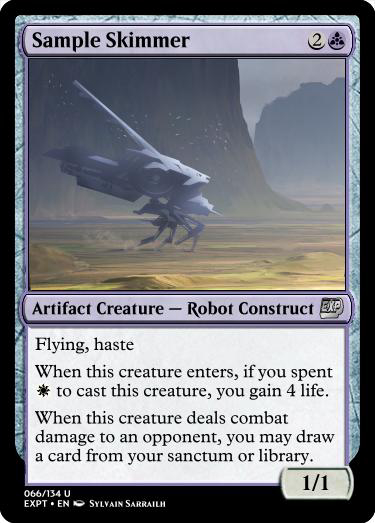 Sample Skimmer 2
Artifact Creature — Robot Construct EXP
Flying, haste
When this creature enters, if you spent
to cast this creature, you gain 4 life.
When this creature deals combat
damage to an opponent, you may draw
a card from your sanctum or library.
1/1
066/134 U
EXPT • EN Sylvain Sarrailh